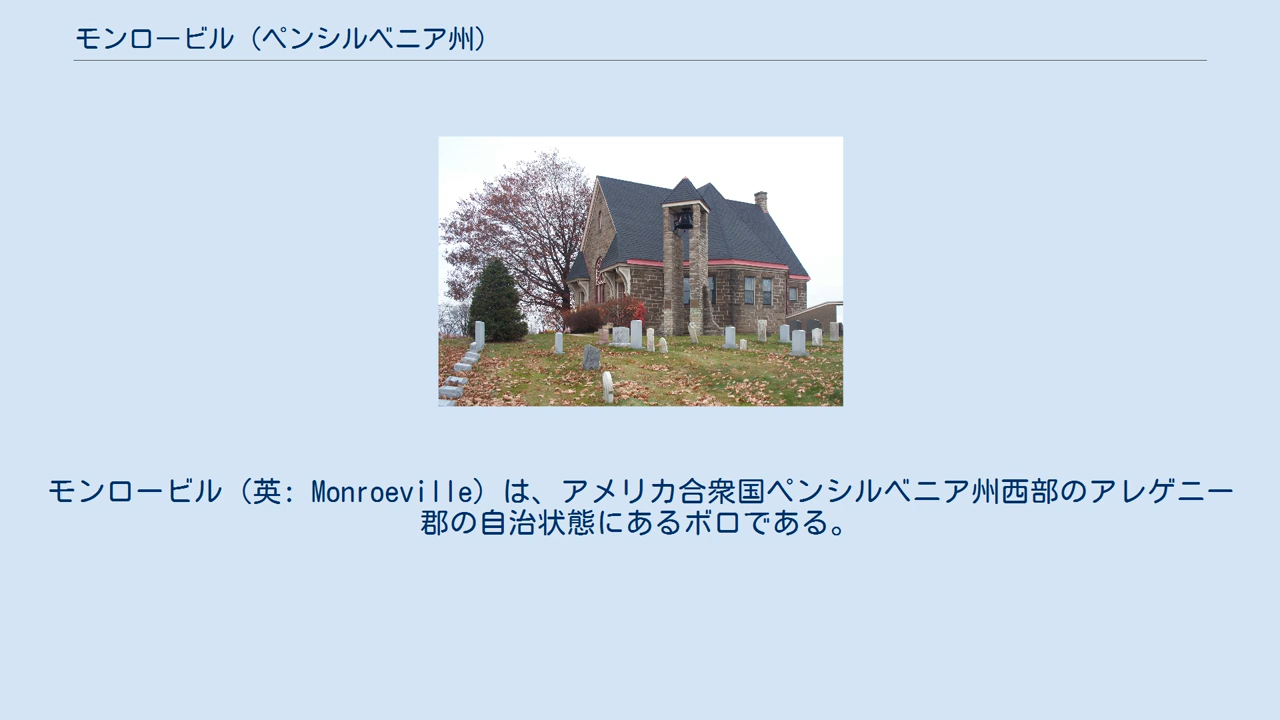 モンロービル（ペンシルベニア州）
モンロービル（英: Monroeville）は、アメリカ合衆国ペンシルベニア州西部のアレゲニー
郡の自治状態にあるボロである。